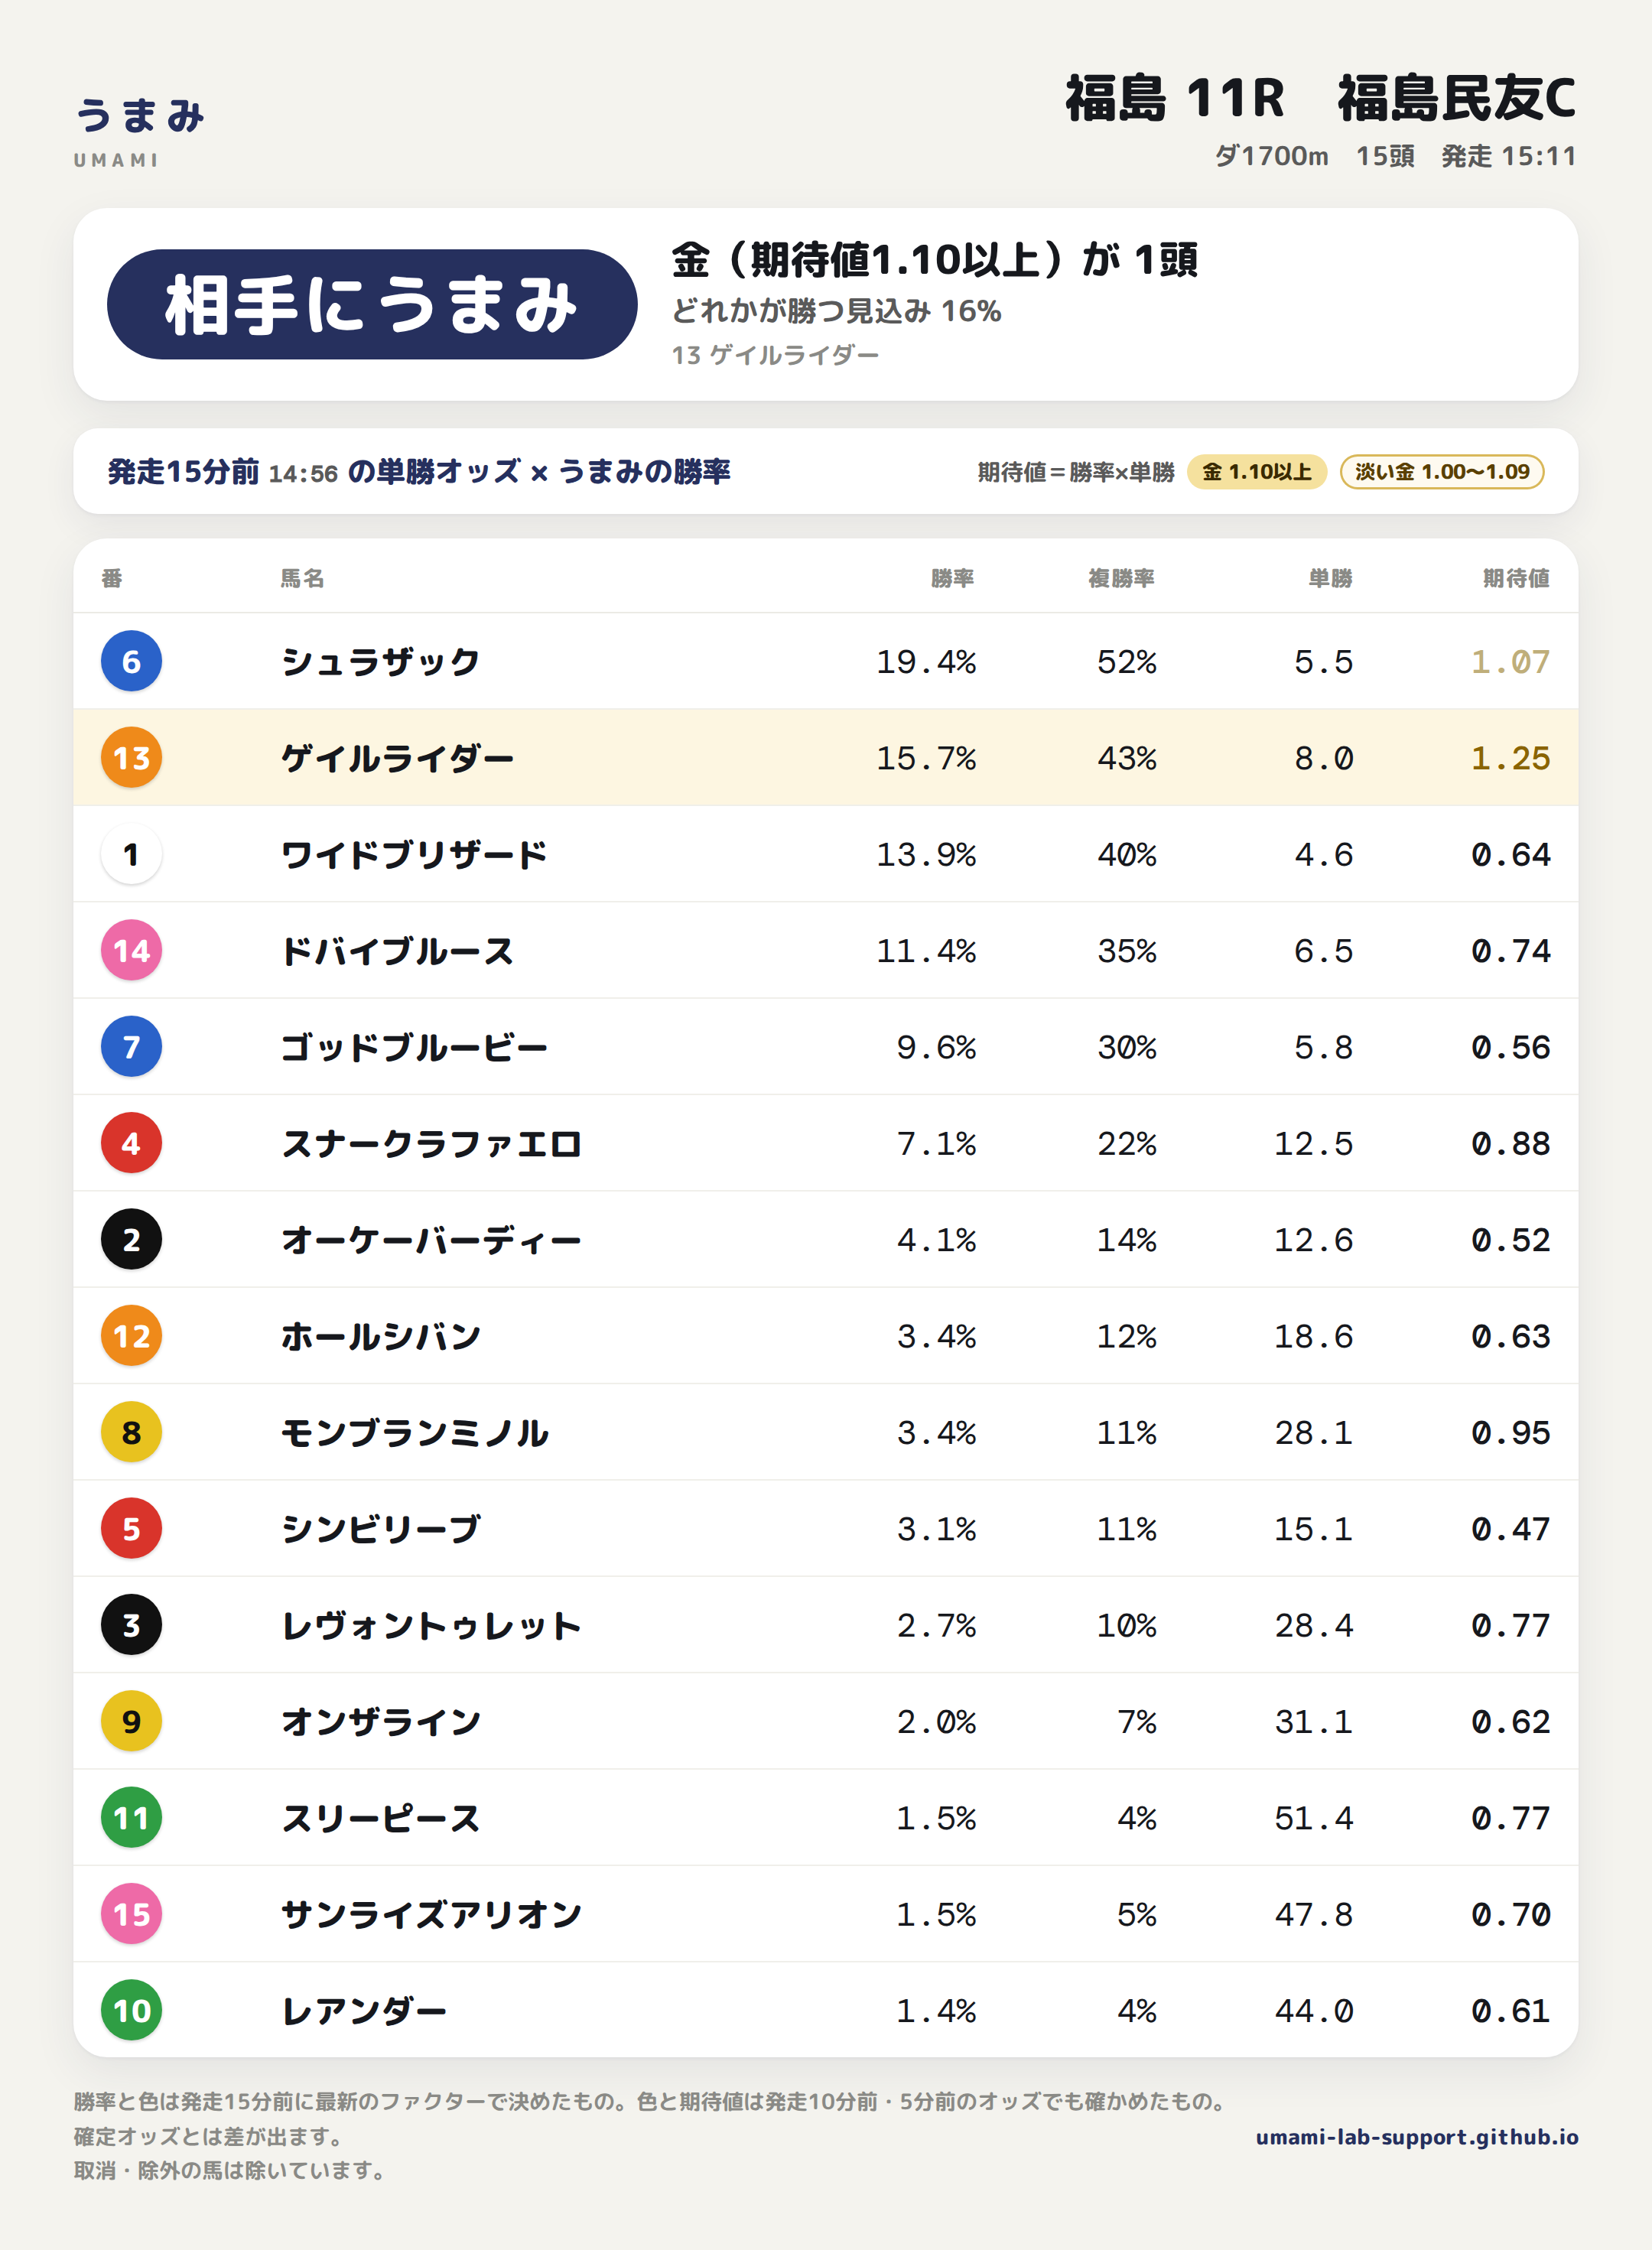 うまみ
UMAMI
福島 11R　福島民友C
ダ1700m　15頭　発走 15:11
相手にうまみ
金（期待値1.10以上）が 1頭
どれかが勝つ見込み 16%
13 ゲイルライダー
発走15分前 14:56 の単勝オッズ × うまみの勝率
期待値＝勝率×単勝 金 1.10以上 淡い金 1.00〜1.09
番 馬名 勝率 複勝率 単勝 期待値
6 シュラザック 19.4% 52% 5.5 1.07
13 ゲイルライダー 15.7% 43% 8.0 1.25
1 ワイドブリザード 13.9% 40% 4.6 0.64
14 ドバイブルース 11.4% 35% 6.5 0.74
7 ゴッドブルービー 9.6% 30% 5.8 0.56
4 スナークラファエロ 7.1% 22% 12.5 0.88
2 オーケーバーディー 4.1% 14% 12.6 0.52
12 ホールシバン 3.4% 12% 18.6 0.63
8 モンブランミノル 3.4% 11% 28.1 0.95
5 シンビリーブ 3.1% 11% 15.1 0.47
3 レヴォントゥレット 2.7% 10% 28.4 0.77
9 オンザライン 2.0% 7% 31.1 0.62
11 スリーピース 1.5% 4% 51.4 0.77
15 サンライズアリオン 1.5% 5% 47.8 0.70
10 レアンダー 1.4% 4% 44.0 0.61
勝率と色は発走15分前に最新のファクターで決めたもの。色と期待値は発走10分前・5分前のオッズでも確かめたもの。
確定オッズとは差が出ます。
取消・除外の馬は除いています。
umami-lab-support.github.io